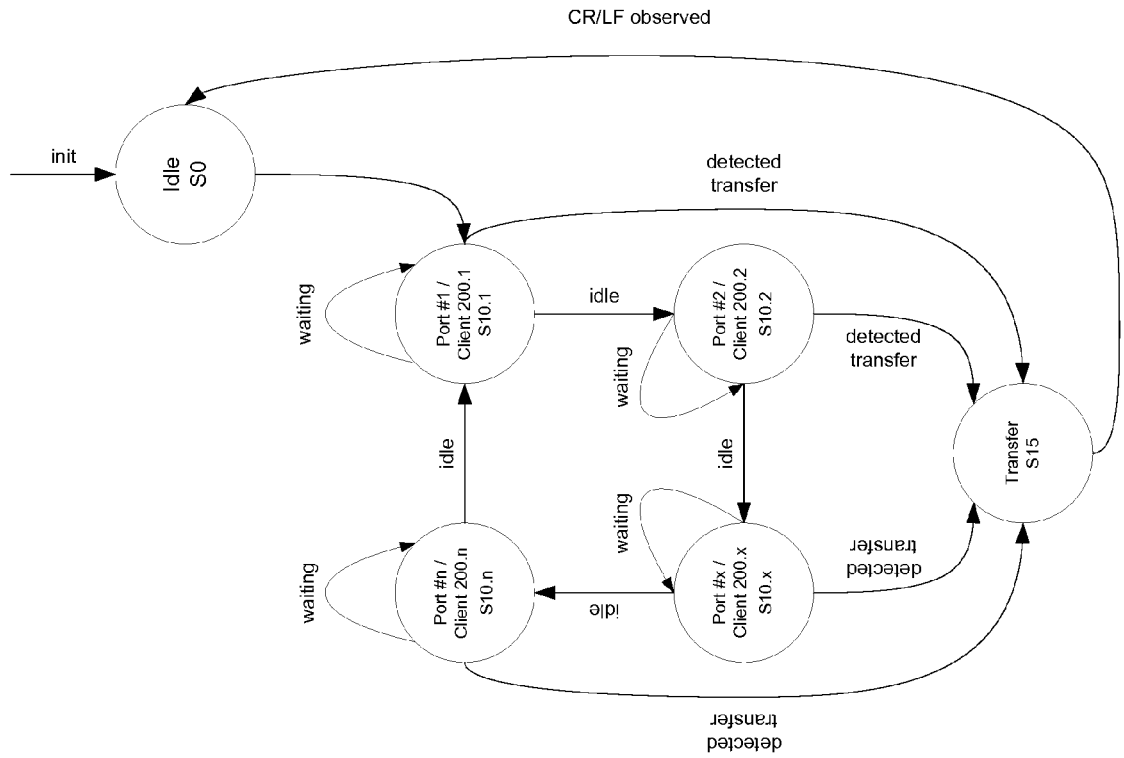 CR/LF observed
init
Idle
S0
detected
transfer
waiting
Port #1 /
Client 200.1
S10.1
idle
Port #2 /
Client 200.2
S10.2
detected
transfer
waiting
idle
idle
Transfer
S15
waiting
waiting
Port #n /
Client 200.n
S10.n
idle
Port #x /
Client 200.x
S10.x
detected
transfer
detected
transfer